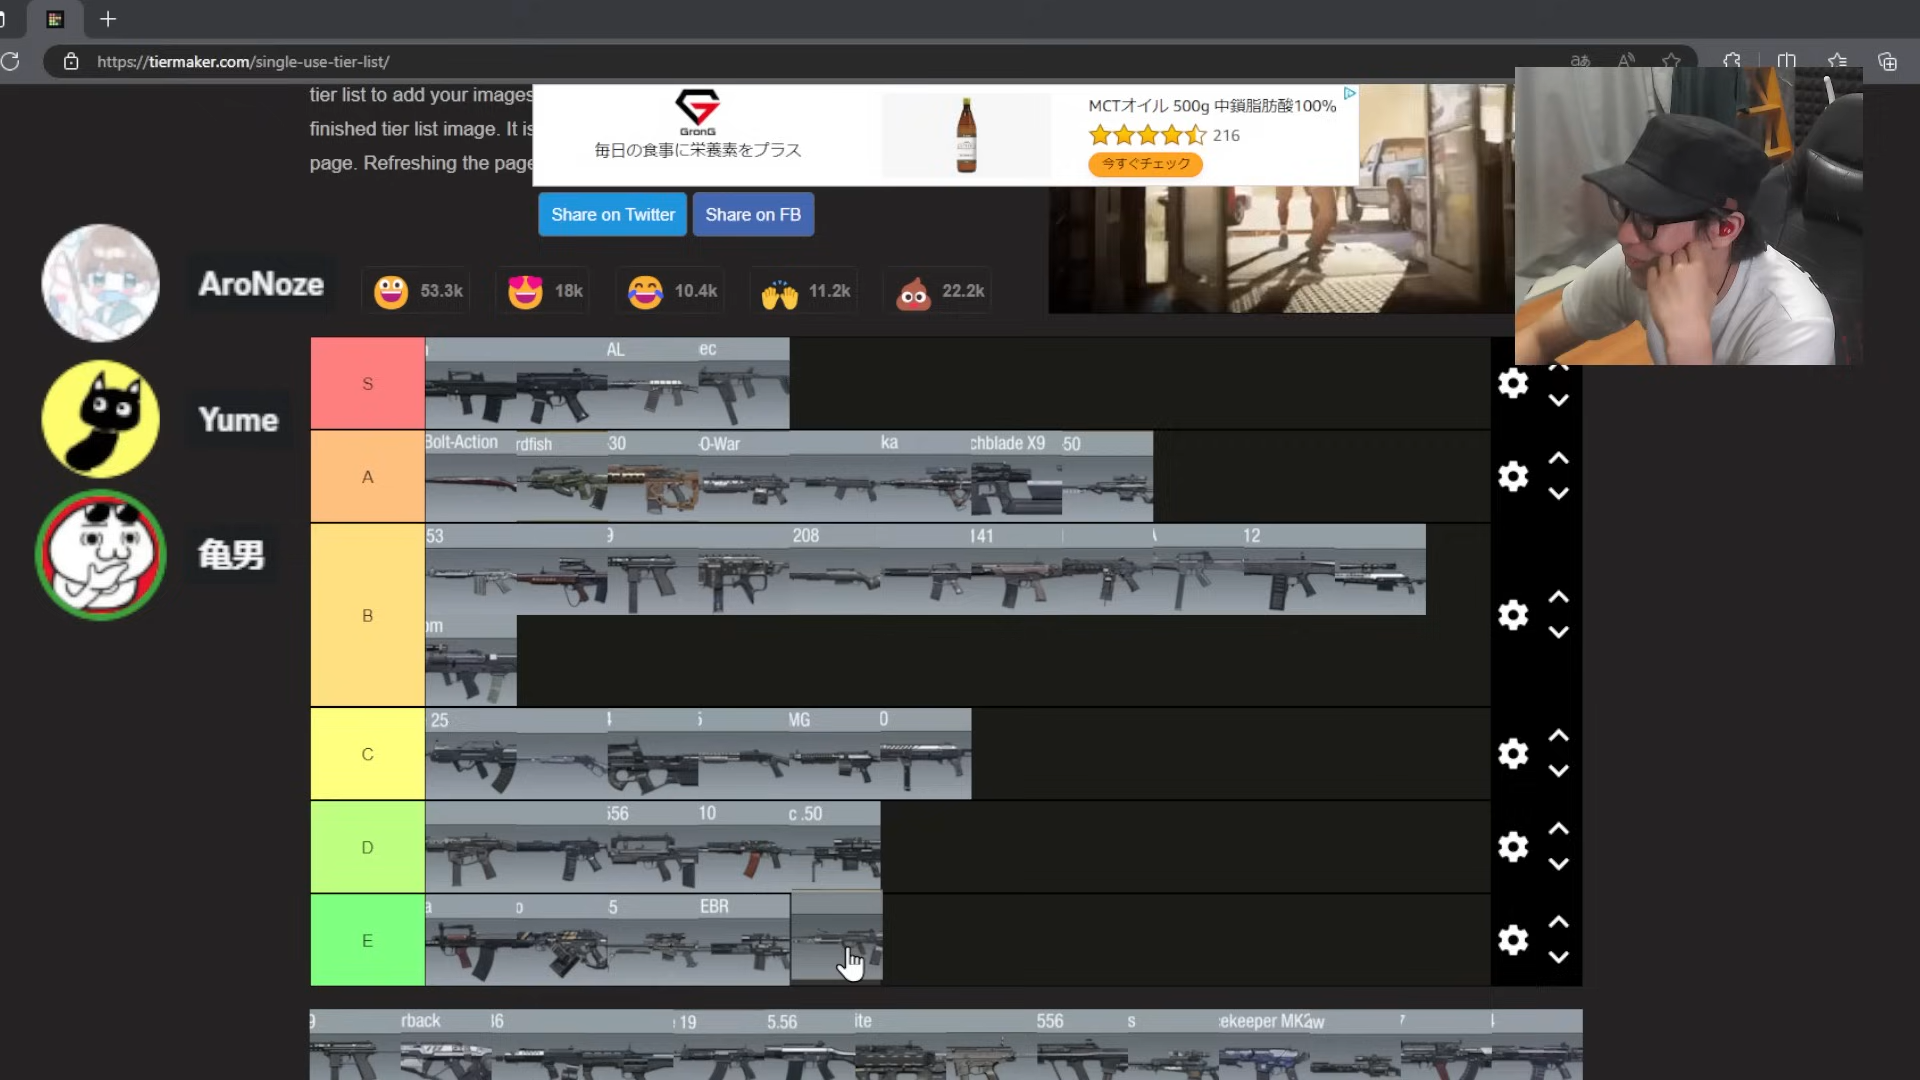 https://tiermaker.com/single-use-tier-list/
tier list to add your images
finished tier list image. It is
page. Refreshing the page
GronG
毎日の食事に栄養素をプラス
MCTオイル 500g 中鎖脂肪酸100%
216
今すぐチェック
Share on Twitter
Share on FB
AroNoze
53.3k
18k
10.4k
11.2k
22.2k
Yume
亀男
S
AL
ec
A
Bolt-Action
rdfish
30
-O-War
ka
chblade X9
50
B
53
9
208
141
12
om
C
25
MG
0
D
556
10
c .50
E
a
o
5
EBR
9
rback
19
5.56
ite
556
s
ekeeper MK2
aw